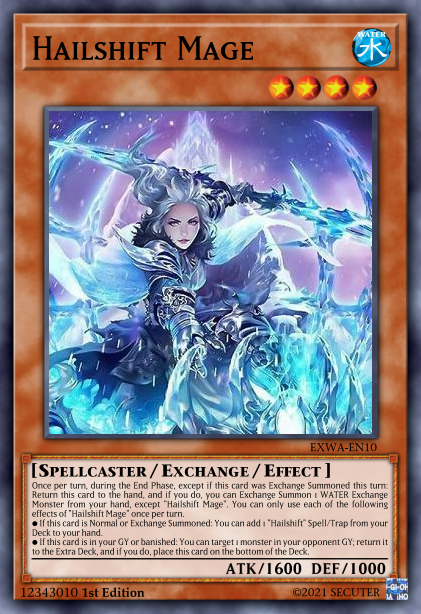 Hailshift Mage
WATER
水
EXWA-EN10
[Spellcaster / Exchange / Effect ]
Once per turn, during the End Phase, except if this card was Exchange Summoned this turn:
Return this card to the hand, and if you do, you can Exchange Summon 1 WATER Exchange
Monster from your hand, except "Hailshift Mage". You can only use each of the following
effects of "Hailshift Mage" once per turn.
● If this card is Normal or Exchange Summoned: You can add 1 "Hailshift" Spell/Trap from your
Deck to your hand.
● If this card is in your GY or banished: You can target 1 monster in your opponent GY; return it
to the Extra Deck, and if you do, place this card on the bottom of the Deck.
ATK/1600 DEF/1000
12343010 1st Edition
©2021 SECUTER